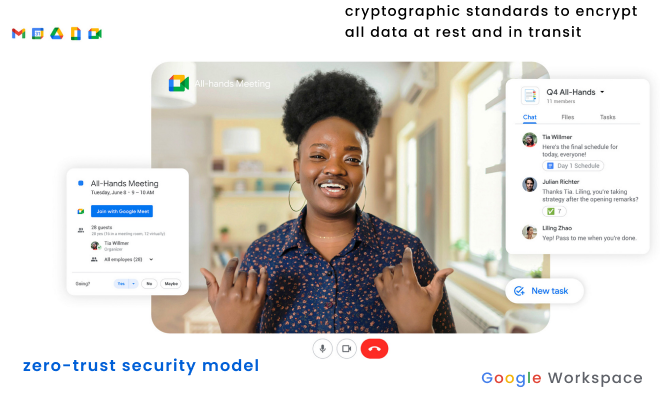 cryptographic standards to encrypt
all data at rest and in transit
All-hands Meeting
All-Hands Meeting
Tuesday, June 8 • 9 – 10 AM
Join with Google Meet
28 guests
Tia Willmer
Organizer
All employees (28)
Going?
Yes
No
Maybe
Q4 All-Hands
11 members
Chat
Files
Tasks
Tia Willmer
Here's the final schedule for
today, everyone!
Day 1 Schedule
Julian Richter
Thanks Tia. Liling, you're taking
strategy after the opening remarks?
7
Liling Zhao
Yep! Pass to me when you're done.
New task
zero-trust security model
Google Workspace